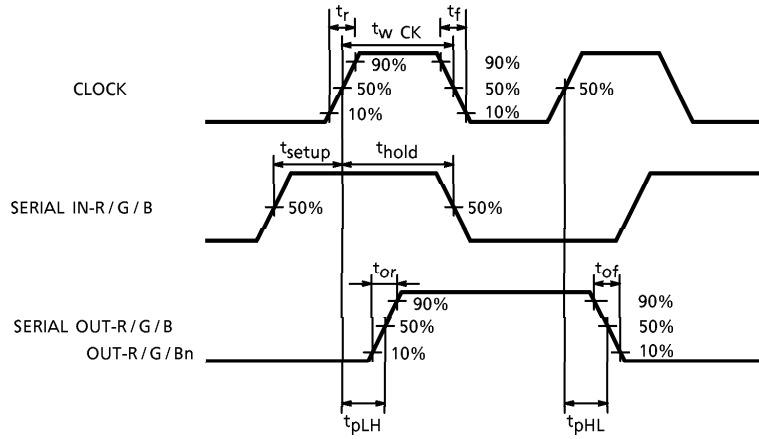 tr
tw CK
tf
CLOCK
90%
50%
10%
90%
50%
10%
50%
tsetup
thold
SERIAL IN-R / G / B
50%
50%
tor
tof
SERIAL OUT-R / G / B
OUT-R / G / Bn
90%
50%
10%
90%
50%
10%
tpLH
tpHL